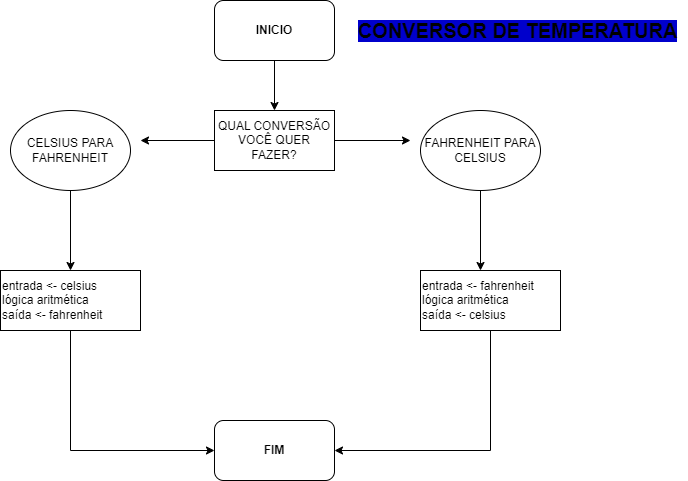 INICIO
CONVERSOR DE TEMPERATURA
QUAL CONVERSÃO
VOCÊ QUER
FAZER?
CELSIUS PARA
FAHRENHEIT
FAHRENHEIT PARA
CELSIUS
entrada <- celsius
lógica aritmética
saída <- fahrenheit
entrada <- fahrenheit
lógica aritmética
saída <- celsius
FIM